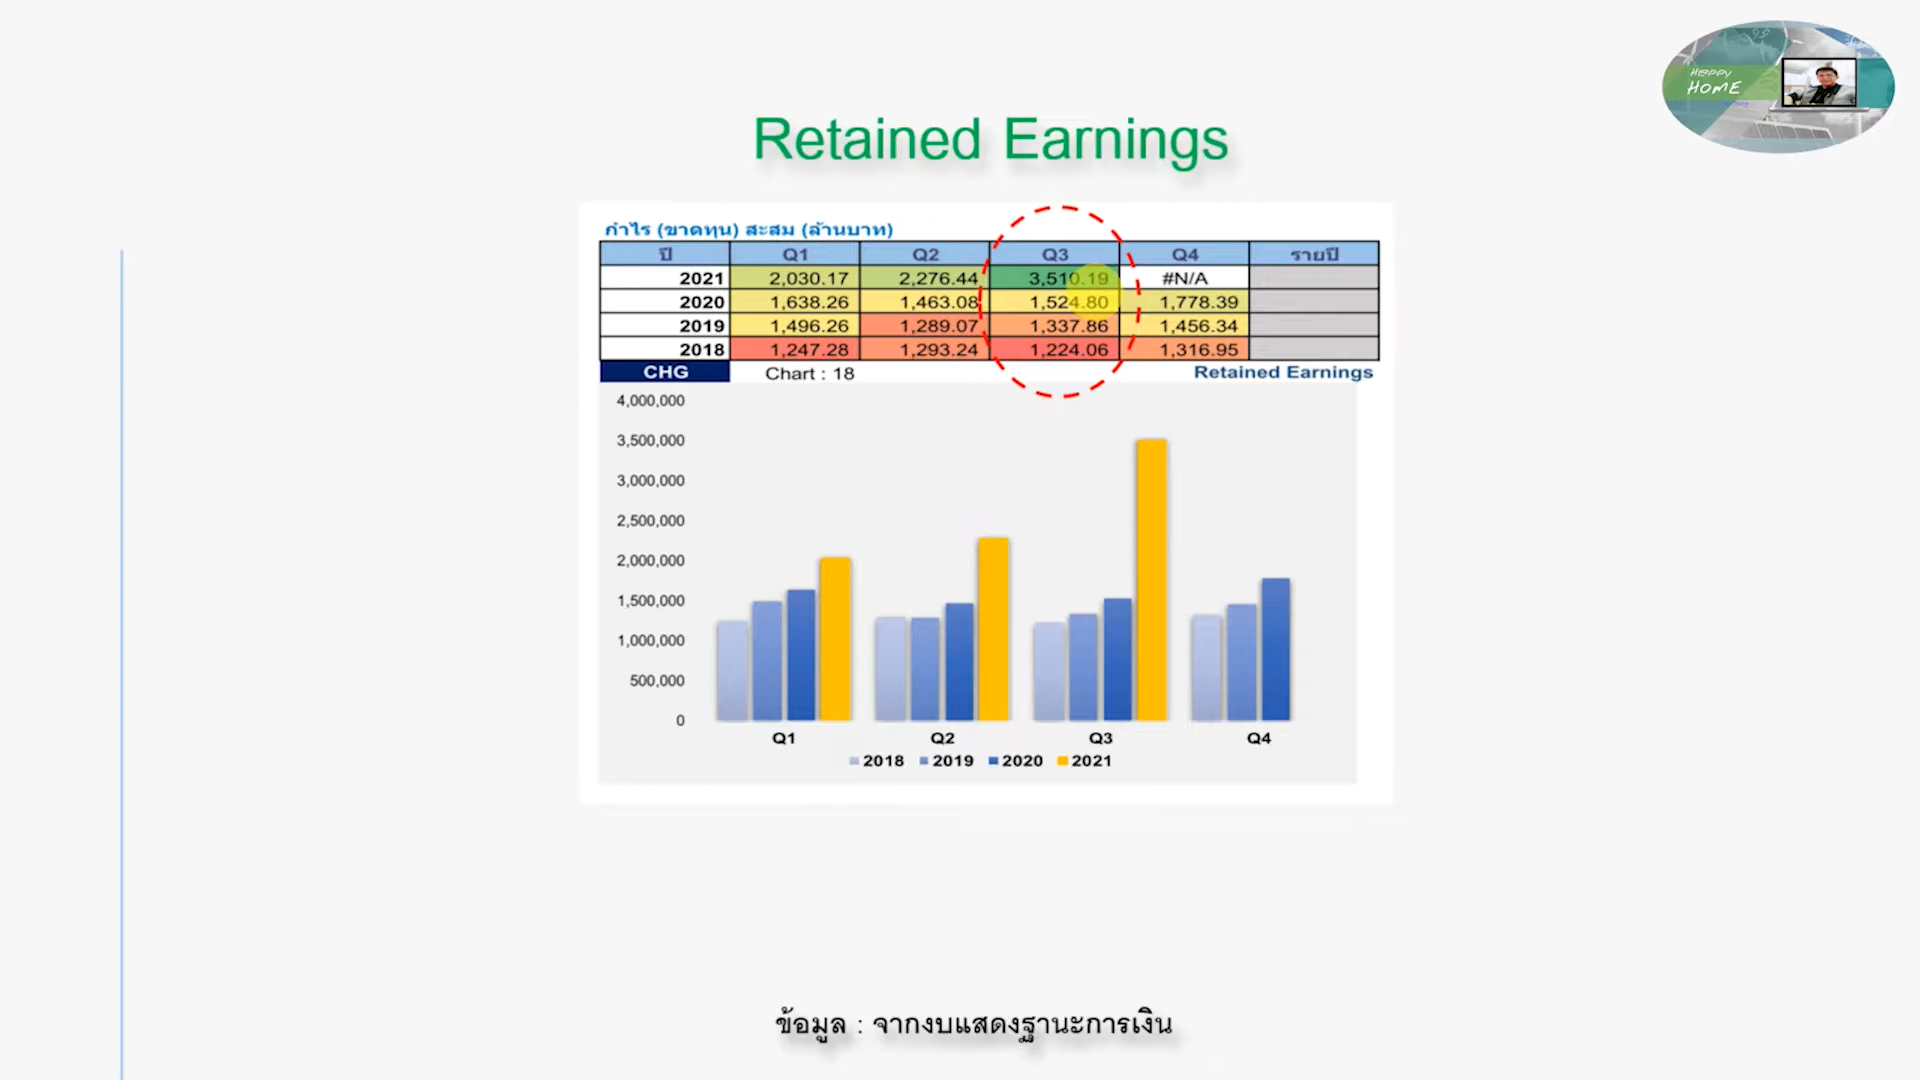 Happy
HOME
Retained Earnings
กำไร (ขาดทุน) สะสม (ล้านบาท)
ปี Q1 Q2 Q3 Q4 รายปี
2021 2,030.17 2,276.44 3,510.19 #N/A
2020 1,638.26 1,463.08 1,524.80 1,778.39
2019 1,496.26 1,289.07 1,337.86 1,456.34
2018 1,247.28 1,293.24 1,224.06 1,316.95
CHG Chart : 18 Retained Earnings
4,000,000
3,500,000
3,000,000
2,500,000
2,000,000
1,500,000
1,000,000
500,000
0
Q1 Q2 Q3 Q4
2018 2019 2020 2021
ข้อมูล : จากงบแสดงฐานะการเงิน